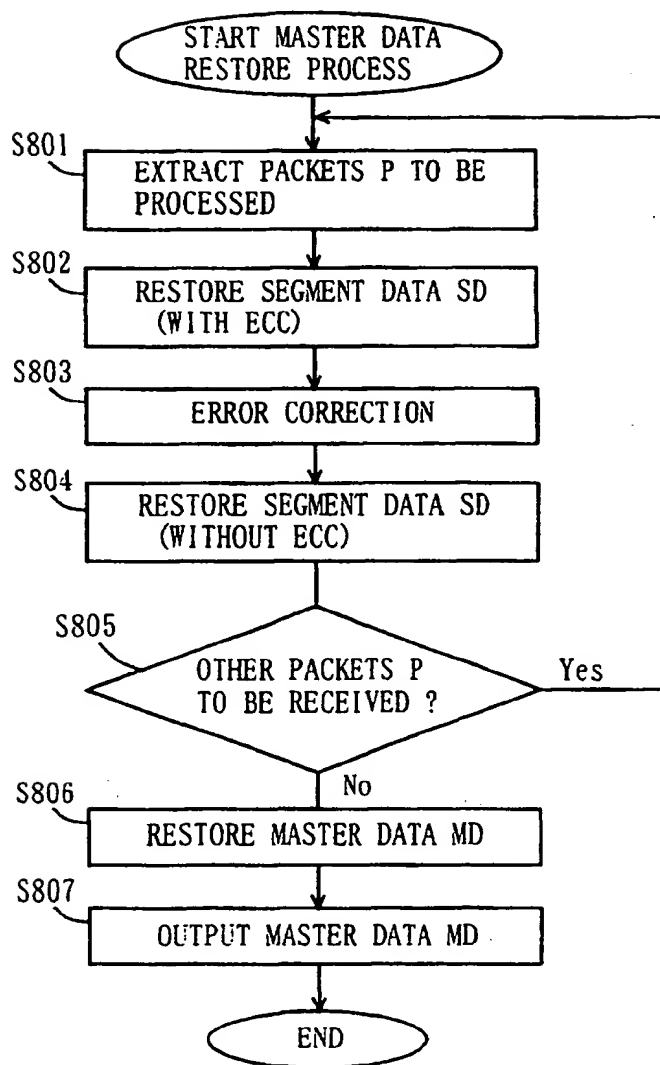 START MASTER DATA
RESTORE PROCESS
S801
EXTRACT PACKETS P TO BE
PROCESSED
S802
RESTORE SEGMENT DATA SD
(WITH ECC)
S803
ERROR CORRECTION
S804
RESTORE SEGMENT DATA SD
(WITHOUT ECC)
S805
OTHER PACKETS P
TO BE RECEIVED ?
Yes
No
S806
RESTORE MASTER DATA MD
S807
OUTPUT MASTER DATA MD
END